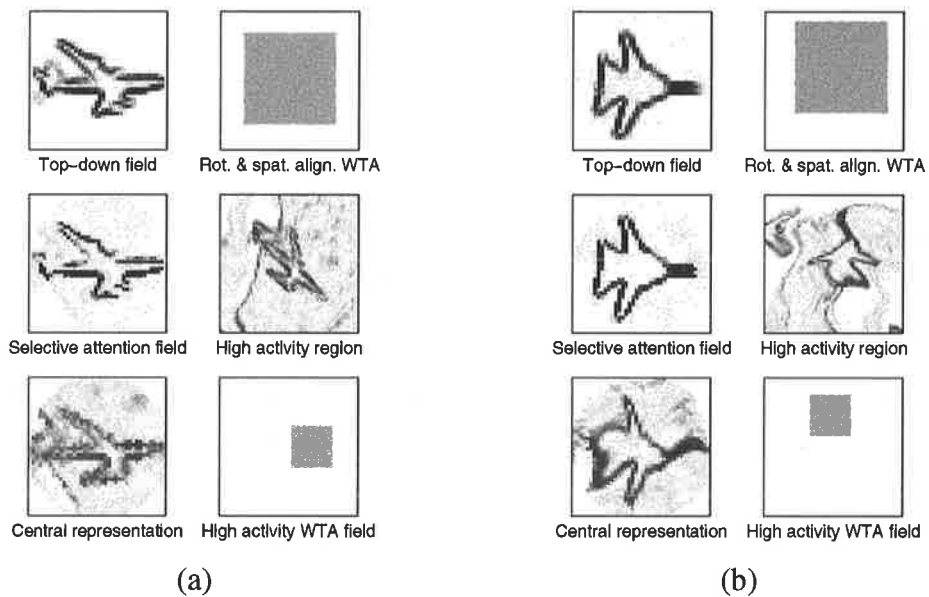 Top-down field
Rot. & spat. align. WTA
Selective attention field
High activity region
Central representation
High activity WTA field
(a)
Top-down field
Rot. & spat. align. WTA
Selective attention field
High activity region
Central representation
High activity WTA field
(b)